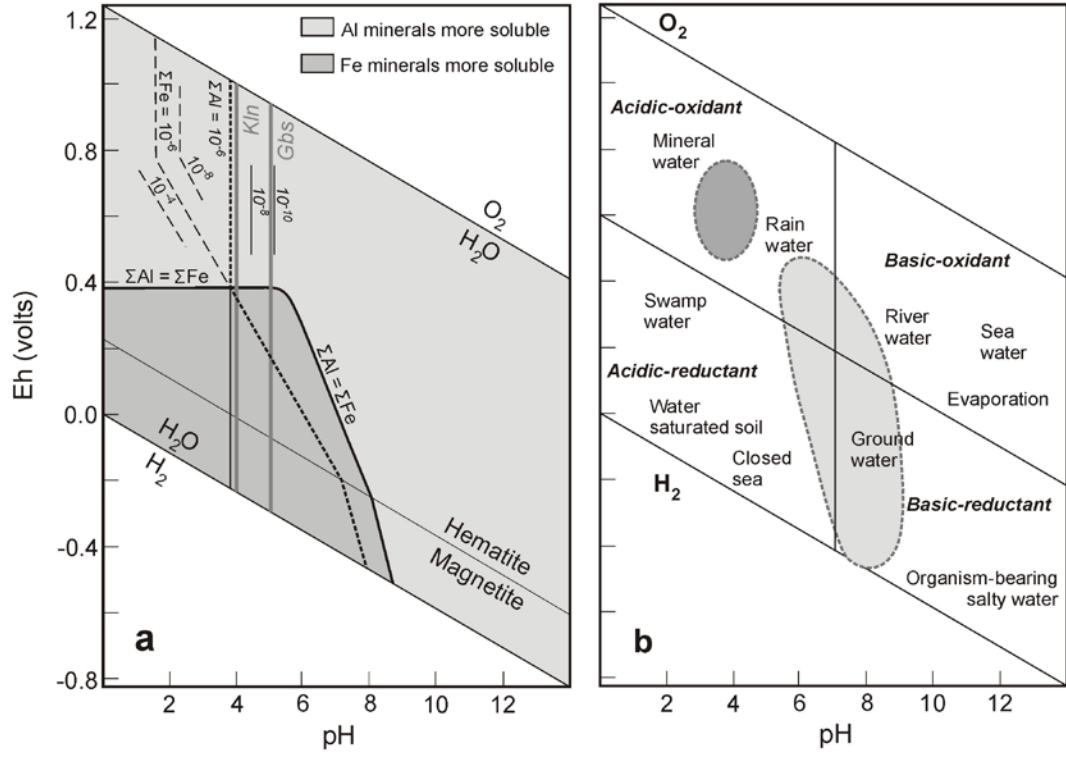 1.2
1.0
0.8
0.4
0.0
-0.4
-0.8
Eh (volts)
Al minerals more soluble
Fe minerals more soluble
ΣFe = 10-6
10-8
10-4
ΣAl = 10-6
Kln
Gbs
10-8
10-10
O2
H2O
ΣAl = ΣFe
ΣAl = ΣFe
H2O
H2
Hematite
Magnetite
a
2
4
6
8
10
12
pH
O2
Acidic-oxidant
Mineral
water
Rain
water
Basic-oxidant
Swamp
water
River
water
Sea
water
Acidic-reductant
Evaporation
Water
saturated soil
Ground
water
Closed
sea
H2
Basic-reductant
Organism-bearing
salty water
b
2
4
6
8
10
12
pH